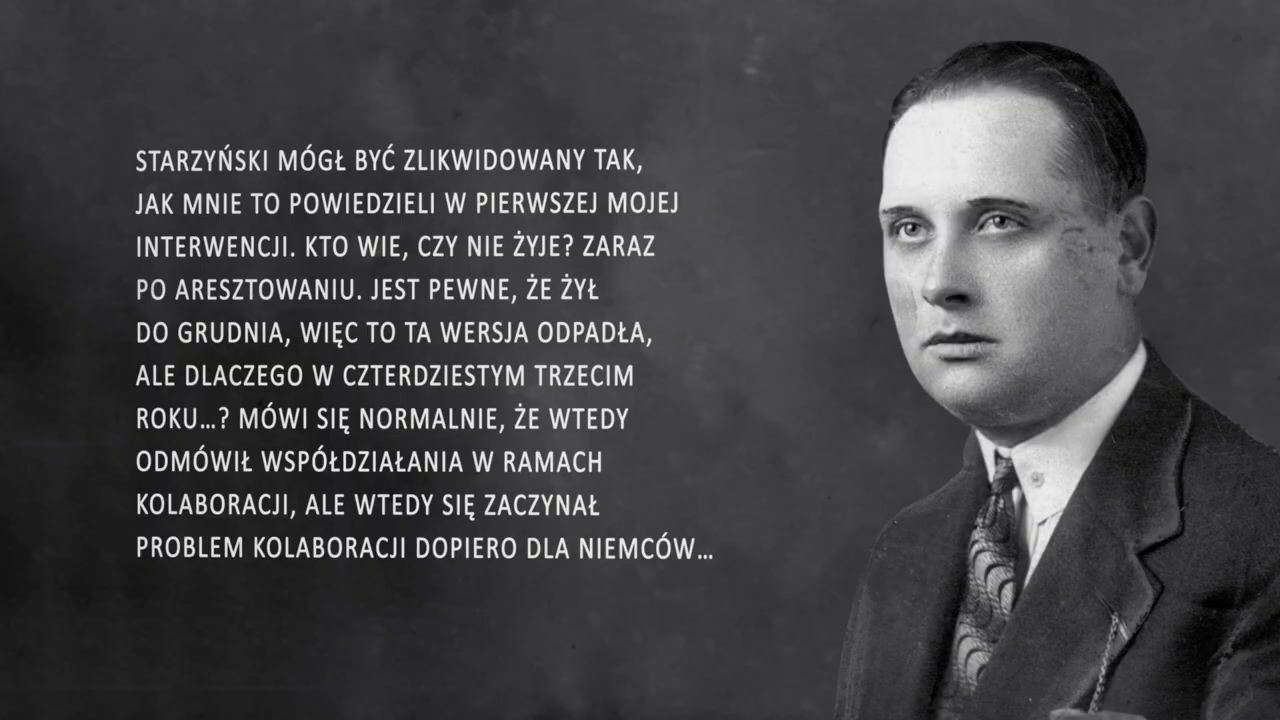 STARZYŃSKI MÓGŁ BYĆ ZLIKWIDOWANY TAK,
JAK MNIE TO POWIEDZIELI W PIERWSZEJ MOJEJ
INTERWENCJI. KTO WIE, CZY NIE ŻYJE? ZARAZ
PO ARESZTOWANIU. JEST PEWNE, ŻE ŻYŁ
DO GRUDNIA, WIĘC TO TA WERSJA ODPADŁA,
ALE DLACZEGO W CZTERDZIESTYM TRZECIM
ROKU...? MÓWI SIĘ NORMALNIE, ŻE WTEDY
ODMÓWIŁ WSPÓŁDZIAŁANIA W RAMACH
KOLABORACJI, ALE WTEDY SIĘ ZACZYNAŁ
PROBLEM KOLABORACJI DOPIERO DLA NIEMCÓW...